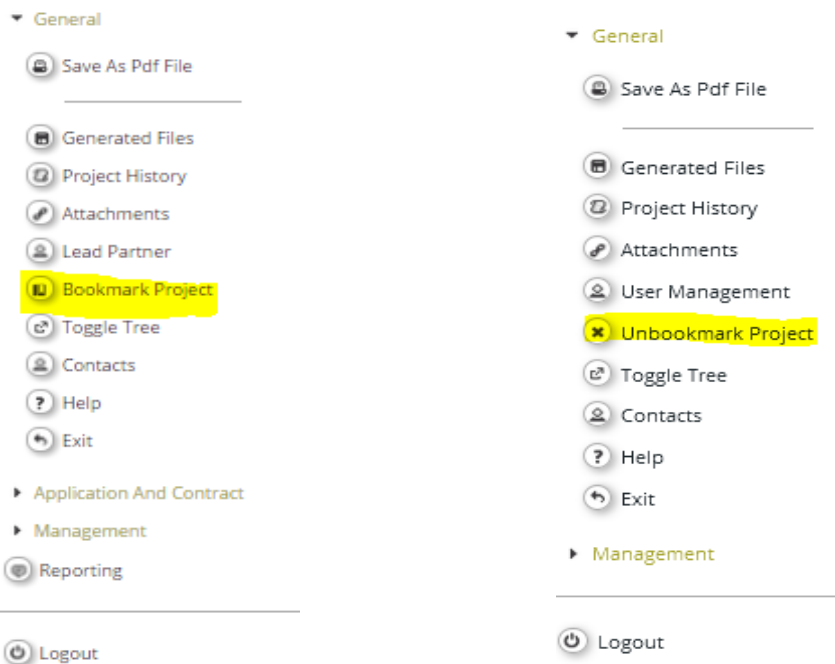 General
Save As Pdf File
Generated Files
Project History
Attachments
Lead Partner
Bookmark Project
Toggle Tree
Contacts
Help
Exit
Application And Contract
Management
Reporting
Logout
General
Save As Pdf File
Generated Files
Project History
Attachments
User Management
Unbookmark Project
Toggle Tree
Contacts
Help
Exit
Management
Logout